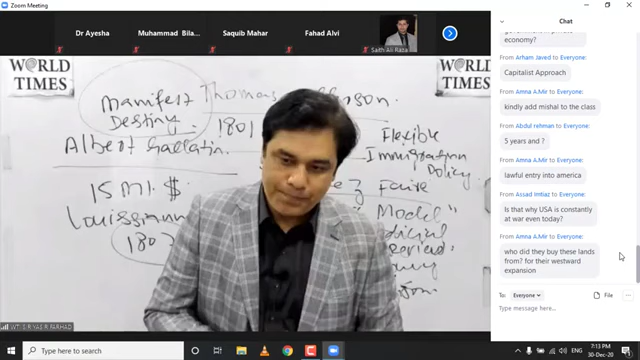 Zoom Meeting
Dr Ayesha
Muhammad Bila...
Saquib Mahar
Fahad Alvi
Saith Ali Raza
WORLD
TIMES
WORLD
TIMES
Manifest
Destiny
Thomas
1801
Albert Gallatin.
Flexible
Immigration
Policy
15 Ml $
Faire
"Model"
1803
WTI: S R YAS R FARHAD
Chat
economy?
From Arham Javed to Everyone:
Capitalist Approach
From Amna A.Mir to Everyone:
kindly add mishal to the class
From Abdul rehman to Everyone:
5 years and ?
From Amna A.Mir to Everyone:
lawful entry into america
From Assad Imtiaz to Everyone:
Is that why USA is constantly
at war even today?
From Amna A.Mir to Everyone:
who did they buy these lands
from? for their westward
expansion
To: Everyone
File
Type message here...
Type here to search
7:13 PM
30-Dec-20